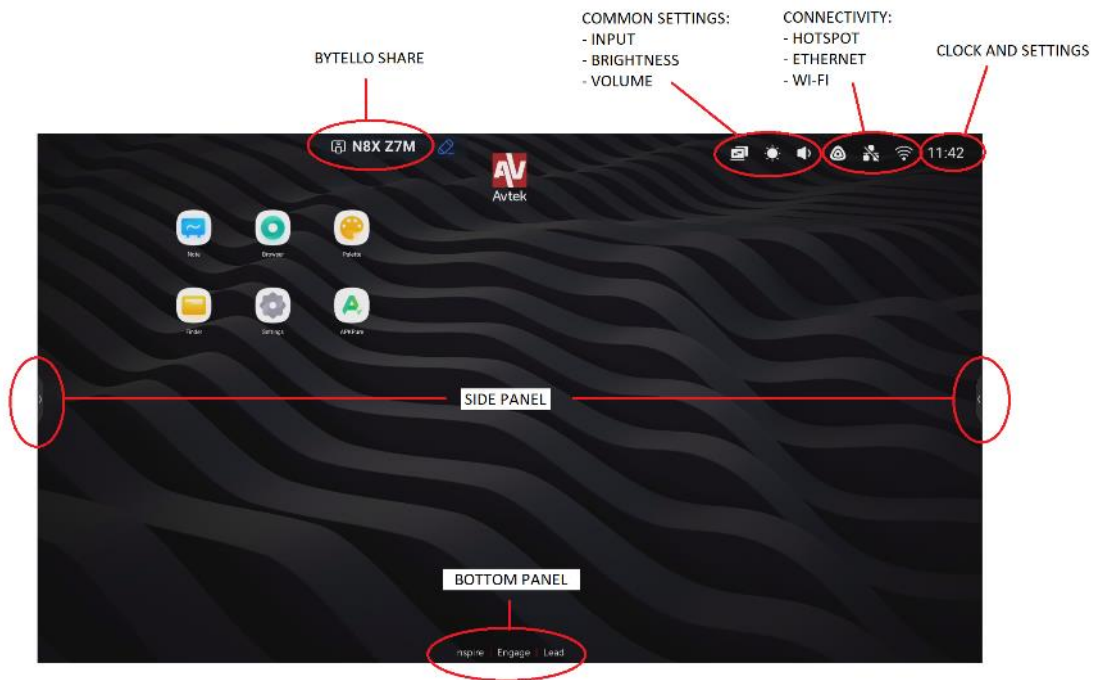 COMMON SETTINGS:
- INPUT
- BRIGHTNESS
- VOLUME
CONNECTIVITY:
- HOTSPOT
- ETHERNET
- WI-FI
CLOCK AND SETTINGS
BYTELLO SHARE
N8X Z7M
11:42
AV
Avtek
Note
Browser
Palette
Finder
Settings
APKPure
SIDE PANEL
BOTTOM PANEL
nspire | Engage | Lead